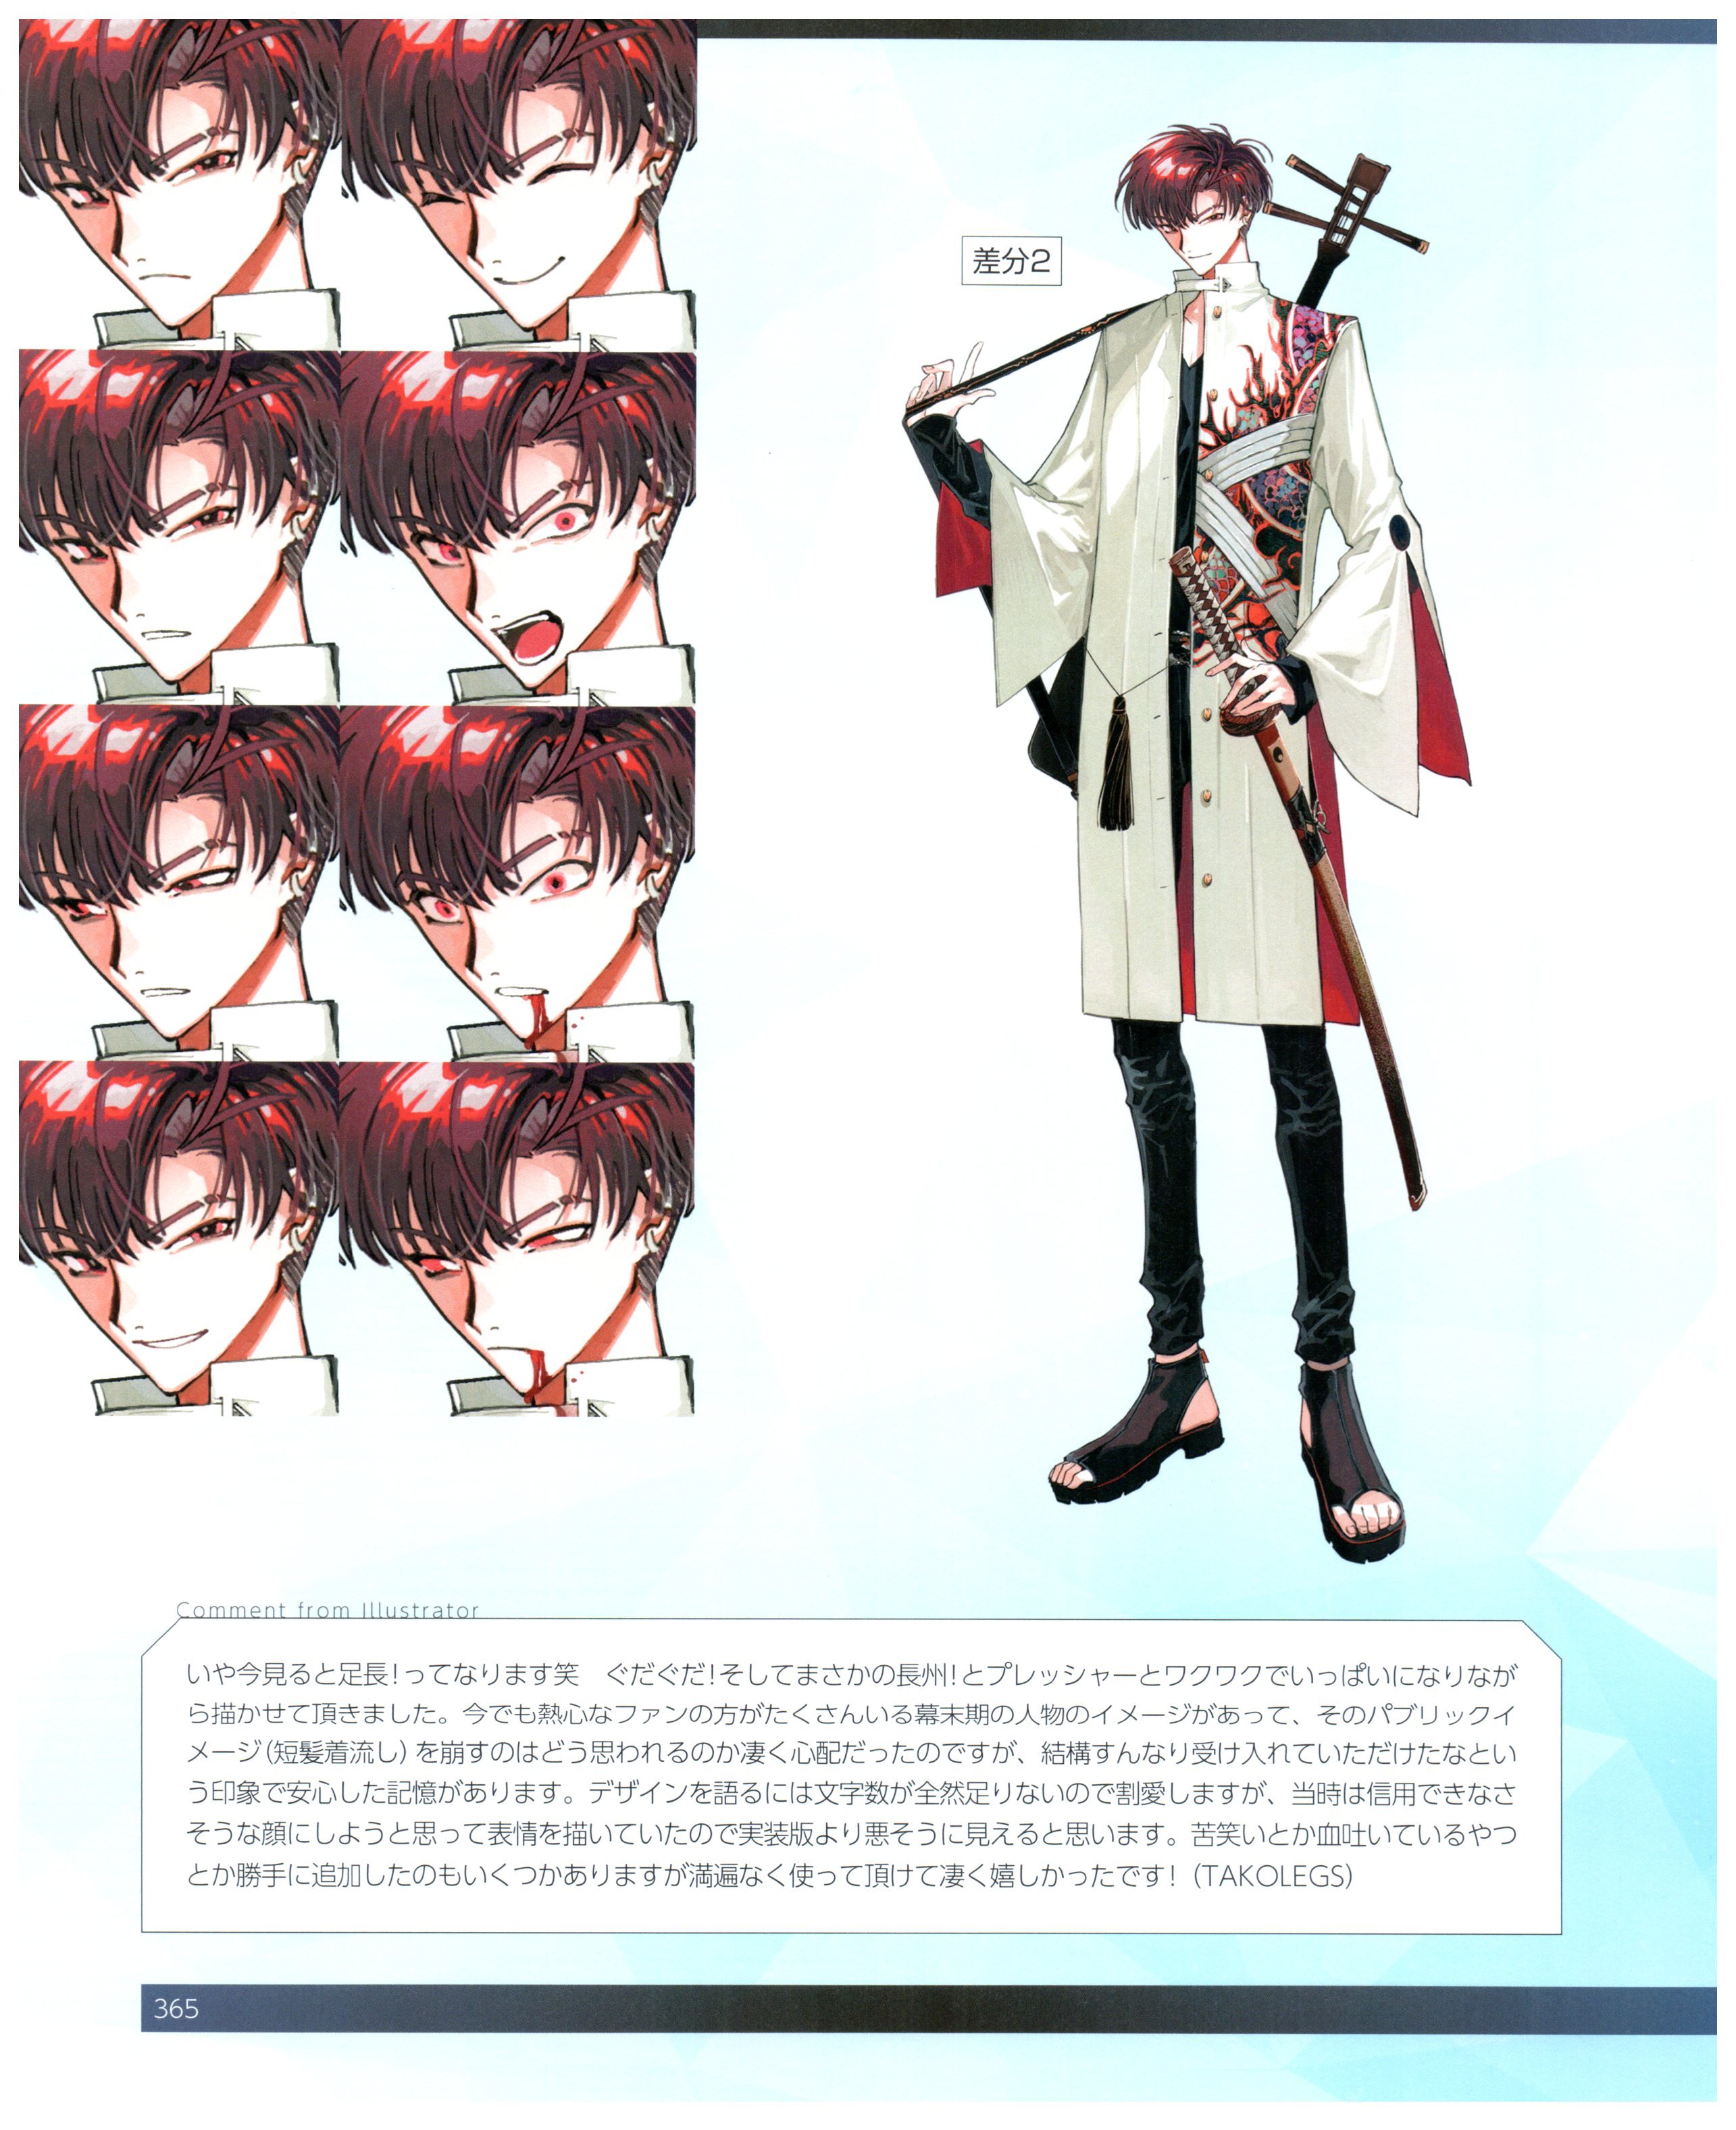 差分2
Comment from Illustrator
いや今見ると足長！ってなります笑　ぐだぐだ！そしてまさかの長州！とプレッシャーとワクワクでいっぱいになりなが
ら描かせて頂きました。今でも熱心なファンの方がたくさんいる幕末期の人物のイメージがあって、そのパブリックイ
メージ（短髪着流し）を崩すのはどう思われるのか凄く心配だったのですが、結構すんなり受け入れていただけたなとい
う印象で安心した記憶があります。デザインを語るには文字数が全然足りないので割愛しますが、当時は信用できなさ
そうな顔にしようと思って表情を描いていたので実装版より悪そうに見えると思います。苦笑いとか血吐いているやつ
とか勝手に追加したのもいくつかありますが満遍なく使って頂けて凄く嬉しかったです！（TAKOLEGS）
365